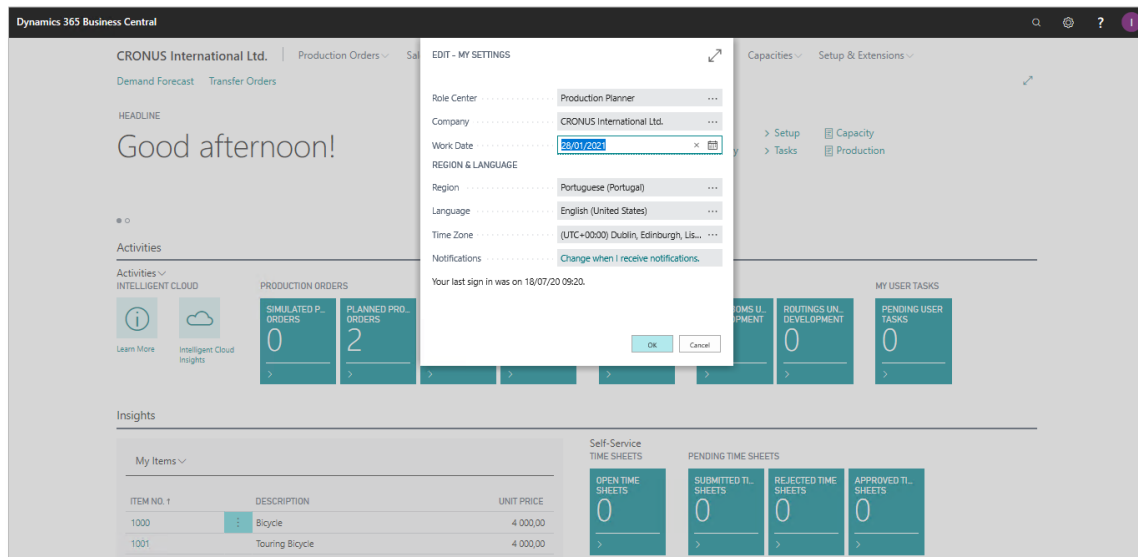 Dynamics 365 Business Central
?
I
CRONUS International Ltd. Production Orders Sal Capacities Setup & Extensions
Demand Forecast Transfer Orders
HEADLINE
Good afternoon!
> Setup Capacity
y > Tasks Production
EDIT - MY SETTINGS
Role Center Production Planner ...
Company CRONUS International Ltd. ...
Work Date 28/01/2021 ×
REGION & LANGUAGE
Region Portuguese (Portugal) ...
Language English (United States) ...
Time Zone (UTC+00:00) Dublin, Edinburgh, Lis... ...
Notifications Change when I receive notifications.
Your last sign in was on 18/07/20 09:20.
OK Cancel
Activities
Activities
INTELLIGENT CLOUD
Learn More
Intelligent Cloud
Insights
PRODUCTION ORDERS
SIMULATED P...
ORDERS
0
PLANNED PRO...
ORDERS
2
OMS U...
OPMENT
ROUTINGS UN...
DEVELOPMENT
0
MY USER TASKS
PENDING USER
TASKS
0
Insights
My Items
ITEM NO. ↑ DESCRIPTION UNIT PRICE
1000 Bicycle 4 000,00
1001 Touring Bicycle 4 000,00
Self-Service
TIME SHEETS
OPEN TIME
SHEETS
0
PENDING TIME SHEETS
SUBMITTED TI...
SHEETS
0
REJECTED TIME
SHEETS
0
APPROVED TI...
SHEETS
0